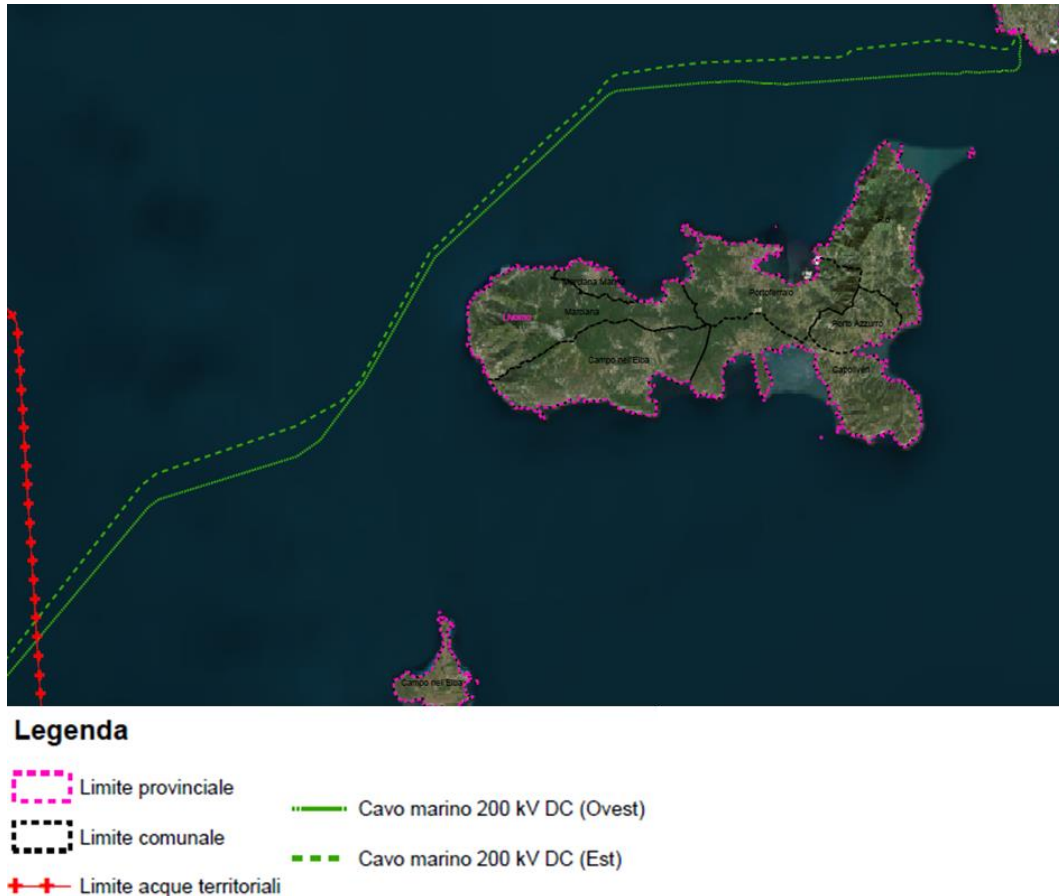 Marciana Marina
Portoferraio
Livorno
Marciana
Porto Azzurro
Campo nell'Elba
Capoliveri
Campo nell'Elba
Legenda
Limite provinciale
Cavo marino 200 kV DC (Ovest)
Limite comunale
Cavo marino 200 kV DC (Est)
Limite acque territoriali